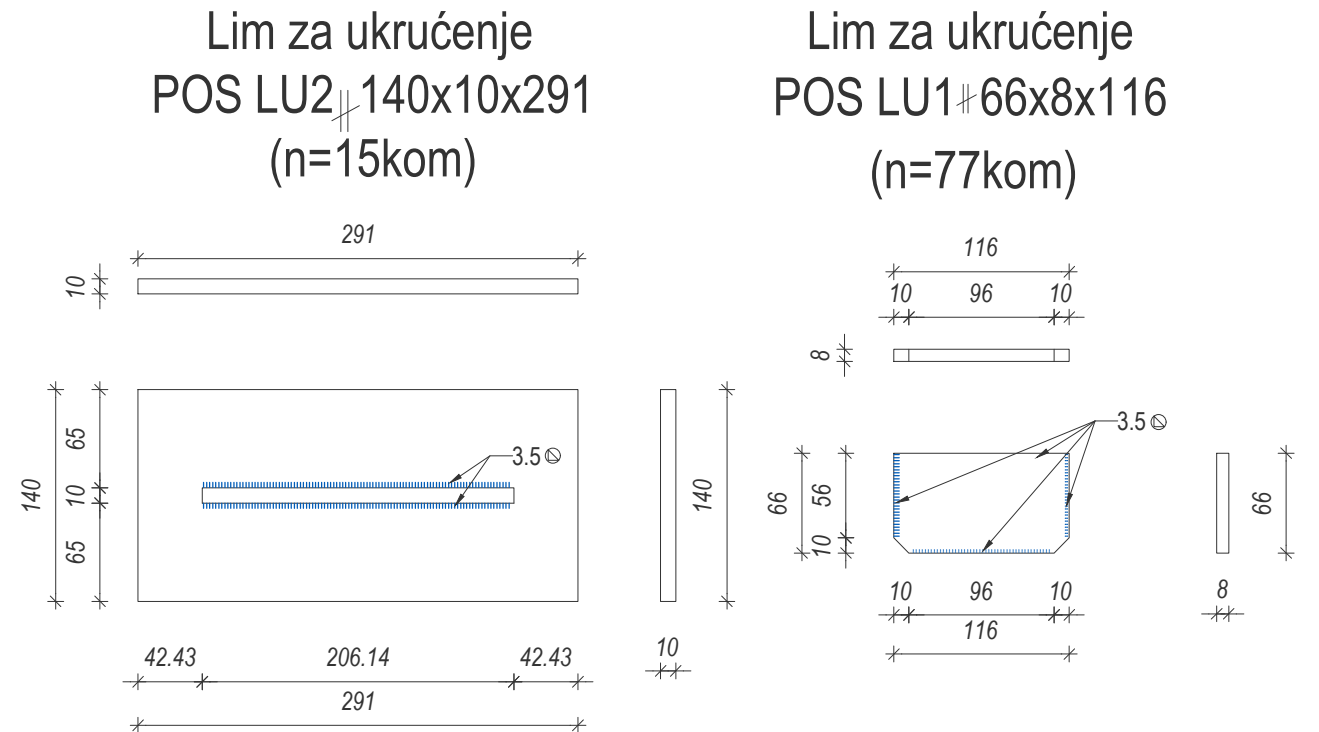 Lim za ukrućenje
POS LU2 140x10x291
(n=15kom)
291
10
140
65
10
65
3.5
42.43 206.14 42.43
291
10
140
Lim za ukrućenje
POS LU1 66x8x116
(n=77kom)
116
10 96 10
8
3.5
66
56
10
10 96 10
116
8
66